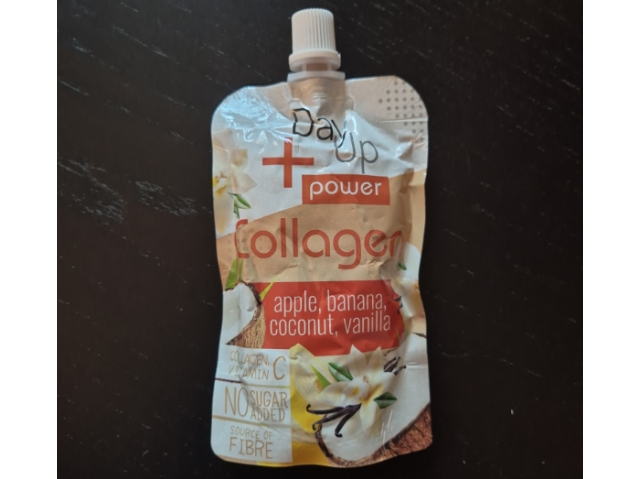 Day
Up
+
power
Collagen
apple, banana,
coconut, vanilla
COLLAGEN,
VITAMIN C
NO SUGAR
ADDED
SOURCE OF
FIBRE